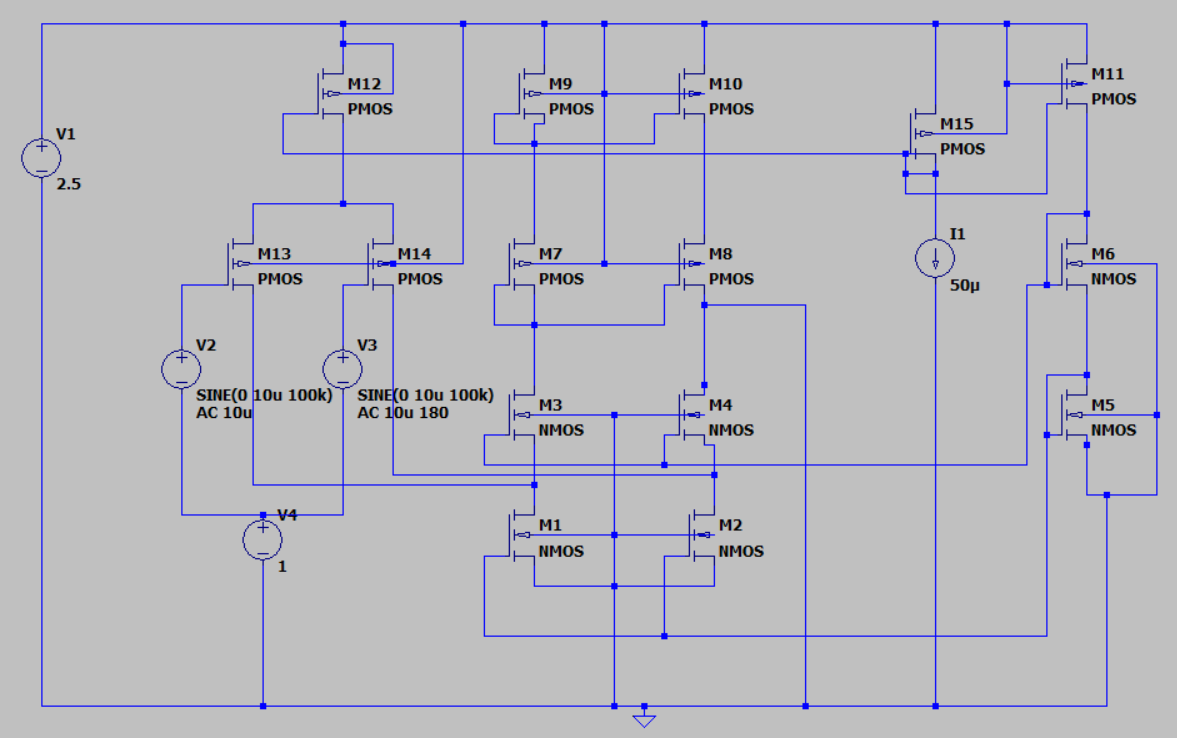 M12
PMOS
M9
PMOS
M10
PMOS
M11
PMOS
V1
2.5
M15
PMOS
M13
PMOS
M14
PMOS
M7
PMOS
M8
PMOS
I1
50µ
M6
NMOS
V2
SINE(0 10u 100k)
AC 10u
V3
SINE(0 10u 100k)
AC 10u 180
M3
NMOS
M4
NMOS
M5
NMOS
V4
1
M1
NMOS
M2
NMOS